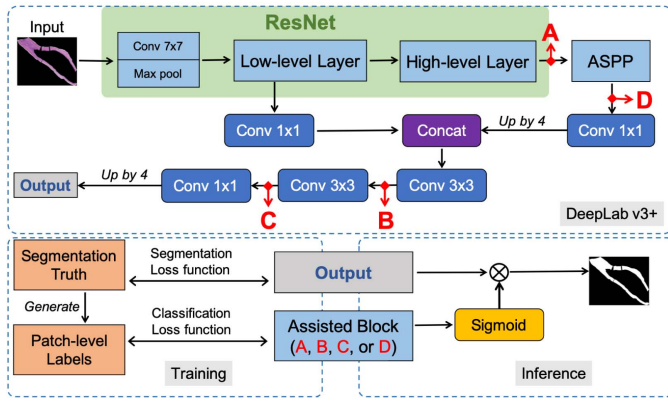 ResNet
Input
Conv 7x7
Max pool
Low-level Layer
High-level Layer
A
ASPP
D
Conv 1x1
Concat
Up by 4
Conv 1x1
Output
Up by 4
Conv 1x1
Conv 3x3
Conv 3x3
C
B
DeepLab v3+
Segmentation
Truth
Segmentation
Loss function
Output
Generate
Patch-level
Labels
Classification
Loss function
Assisted Block
(A, B, C, or D)
Sigmoid
Training
Inference